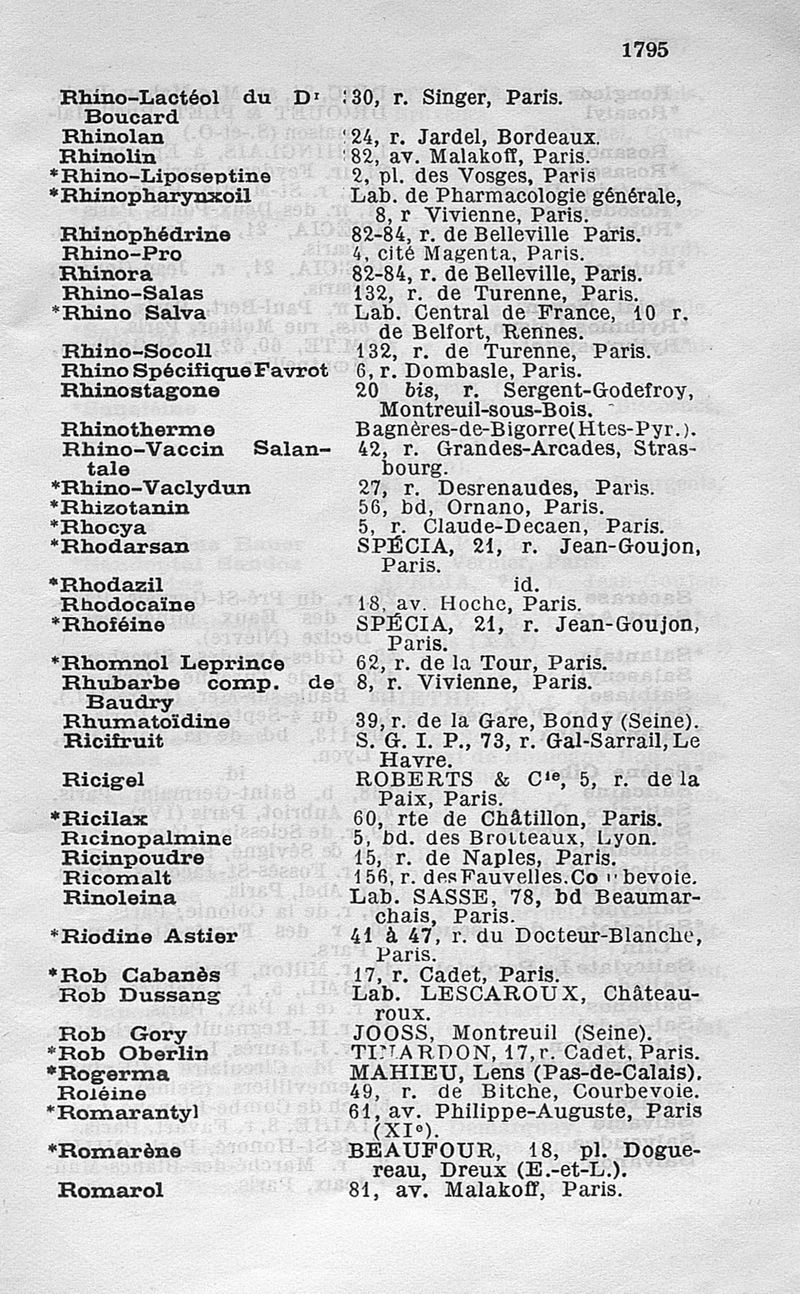 1795
Rhino-Lactéol du Dr 30, r. Singer, Paris.
Boucard
Rhinolan 24, r. Jardel, Bordeaux.
Rhinolin 82, av. Malakoff, Paris.
*Rhino-Liposeptine 2, pl. des Vosges, Paris
*Rhinopharynxoil Lab. de Pharmacologie générale,
8, r Vivienne, Paris.
Rhinophédrine 82-84, r. de Belleville Paris.
Rhino-Pro 4, cité Magenta, Paris.
Rhinora 82-84, r. de Belleville, Paris.
Rhino-Salas 132, r. de Turenne, Paris.
*Rhino Salva Lab. Central de France, 10 r.
de Belfort, Rennes.
Rhino-Socoll 132, r. de Turenne, Paris.
Rhino Spécifique Favrot 6, r. Dombasle, Paris.
Rhinostagone 20 bis, r. Sergent-Godefroy,
Montreuil-sous-Bois.
Rhinotherme Bagnères-de-Bigorre(Htes-Pyr.).
Rhino-Vaccin Salan- 42, r. Grandes-Arcades, Stras-
tale bourg.
*Rhino-Vaclydun 27, r. Desrenaudes, Paris.
*Rhizotanin 56, bd, Ornano, Paris.
*Rhocya 5, r. Claude-Decaen, Paris.
*Rhodarsan SPÉCIA, 21, r. Jean-Goujon,
Paris.
*Rhodazil id.
Rhodocaïne 18, av. Hoche, Paris.
*Rhoféine SPÉCIA, 21, r. Jean-Goujon,
Paris.
*Rhomnol Leprince 62, r. de la Tour, Paris.
Rhubarbe comp. de 8, r. Vivienne, Paris.
Baudry
Rhumatoïdine 39, r. de la Gare, Bondy (Seine).
Ricifruit S. G. I. P., 73, r. Gal-Sarrail, Le
Havre.
Ricigel ROBERTS & Cie, 5, r. de la
Paix, Paris.
*Ricilax 60, rte de Châtillon, Paris.
Ricinopalmine 5, bd. des Brotteaux, Lyon.
Ricinpoudre 15, r. de Naples, Paris.
Ricomalt 156, r. des Fauvelles. Co bevoie.
Rinoleina Lab. SASSE, 78, bd Beaumar-
chais, Paris.
*Riodine Astier 41 à 47, r. du Docteur-Blanche,
Paris.
*Rob Cabanès 17, r. Cadet, Paris.
Rob Dussang Lab. LESCAROUX, Château-
roux.
Rob Gory JOOSS, Montreuil (Seine).
*Rob Oberlin 17, r. Cadet, Paris.
*Rogerma MAHIEU, Lens (Pas-de-Calais).
Roléine 49, r. de Bitche, Courbevoie.
*Romarantyl 61, av. Philippe-Auguste, Paris
(XIe).
*Romarène BEAUFOUR, 18, pl. Dogue-
reau, Dreux (E.-et-L.).
Romarol 81, av. Malakoff, Paris.